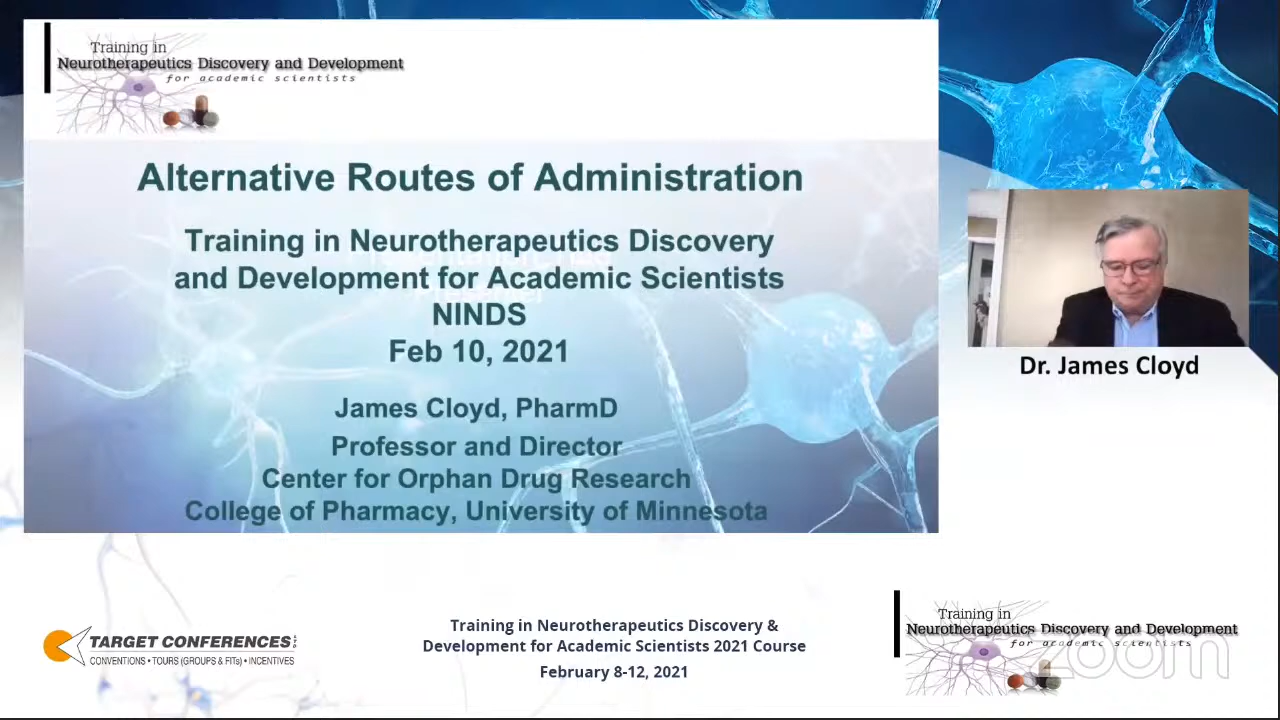 Training in
Neurotherapeutics Discovery and Development
for academic scientists
Alternative Routes of Administration
Training in Neurotherapeutics Discovery
and Development for Academic Scientists
NINDS
Feb 10, 2021
James Cloyd, PharmD
Professor and Director
Center for Orphan Drug Research
College of Pharmacy, University of Minnesota
Dr. James Cloyd
TARGET CONFERENCES
CONVENTIONS • TOURS (GROUPS & FITs) • INCENTIVES
Training in Neurotherapeutics Discovery &
Development for Academic Scientists 2021 Course
February 8-12, 2021
Training in
Neurotherapeutics Discovery and Development
for academic scientists
zoom